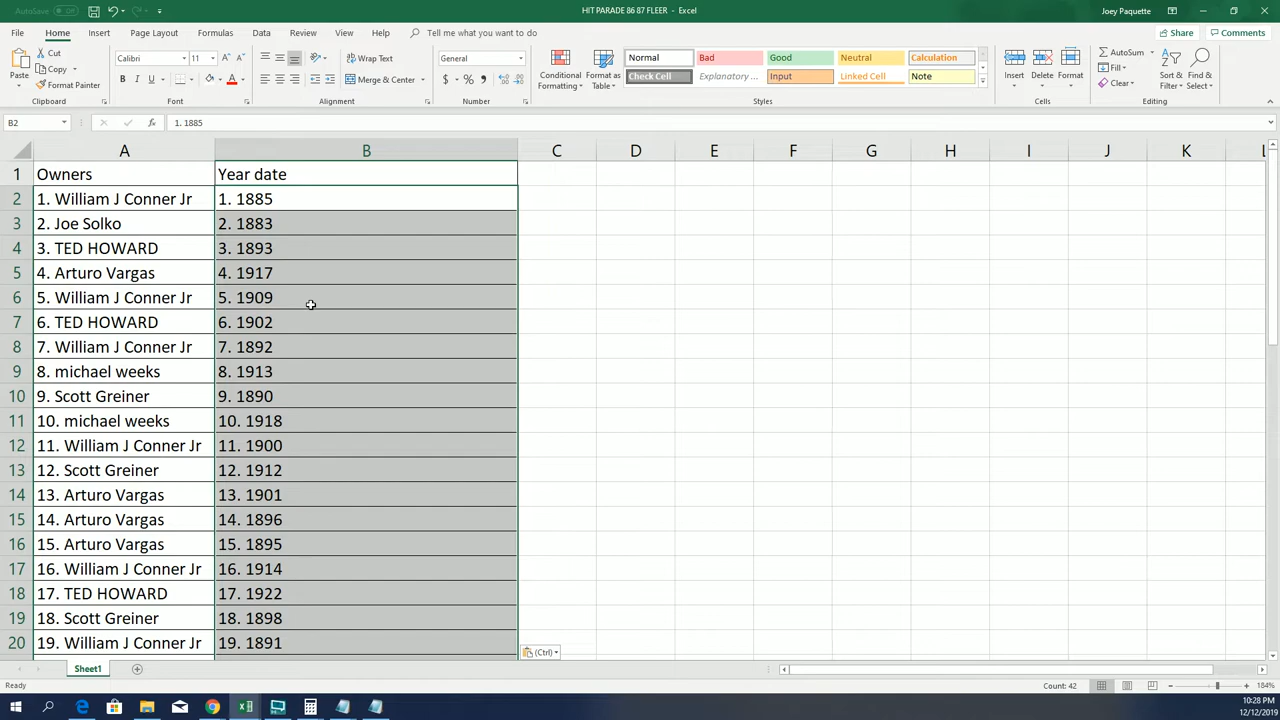 AutoSave Off HIT PARADE 86 87 FLEER - Excel Joey Paquette
File Home Insert Page Layout Formulas Data Review View Help Tell me what you want to do Share Comments
Paste Cut Copy Format Painter Clipboard
Calibri 11 A A B I U A Font
Wrap Text Merge & Center Alignment
General $ % , Number
Conditional Formatting Format as Table
Normal Bad Good Neutral Calculation
Check Cell Explanatory ... Input Linked Cell Note
Styles
Insert Delete Format Cells
AutoSum Fill Clear Sort & Filter Find & Select Editing
B2 fx 1. 1885
A B C D E F G H I J K L
1 Owners Year date
2 1. William J Conner Jr 1. 1885
3 2. Joe Solko 2. 1883
4 3. TED HOWARD 3. 1893
5 4. Arturo Vargas 4. 1917
6 5. William J Conner Jr 5. 1909
7 6. TED HOWARD 6. 1902
8 7. William J Conner Jr 7. 1892
9 8. michael weeks 8. 1913
10 9. Scott Greiner 9. 1890
11 10. michael weeks 10. 1918
12 11. William J Conner Jr 11. 1900
13 12. Scott Greiner 12. 1912
14 13. Arturo Vargas 13. 1901
15 14. Arturo Vargas 14. 1896
16 15. Arturo Vargas 15. 1895
17 16. William J Conner Jr 16. 1914
18 17. TED HOWARD 17. 1922
19 18. Scott Greiner 18. 1898
20 19. William J Conner Jr 19. 1891
(Ctrl)
Sheet1
Ready Count: 42 184%
10:28 PM
12/12/2019